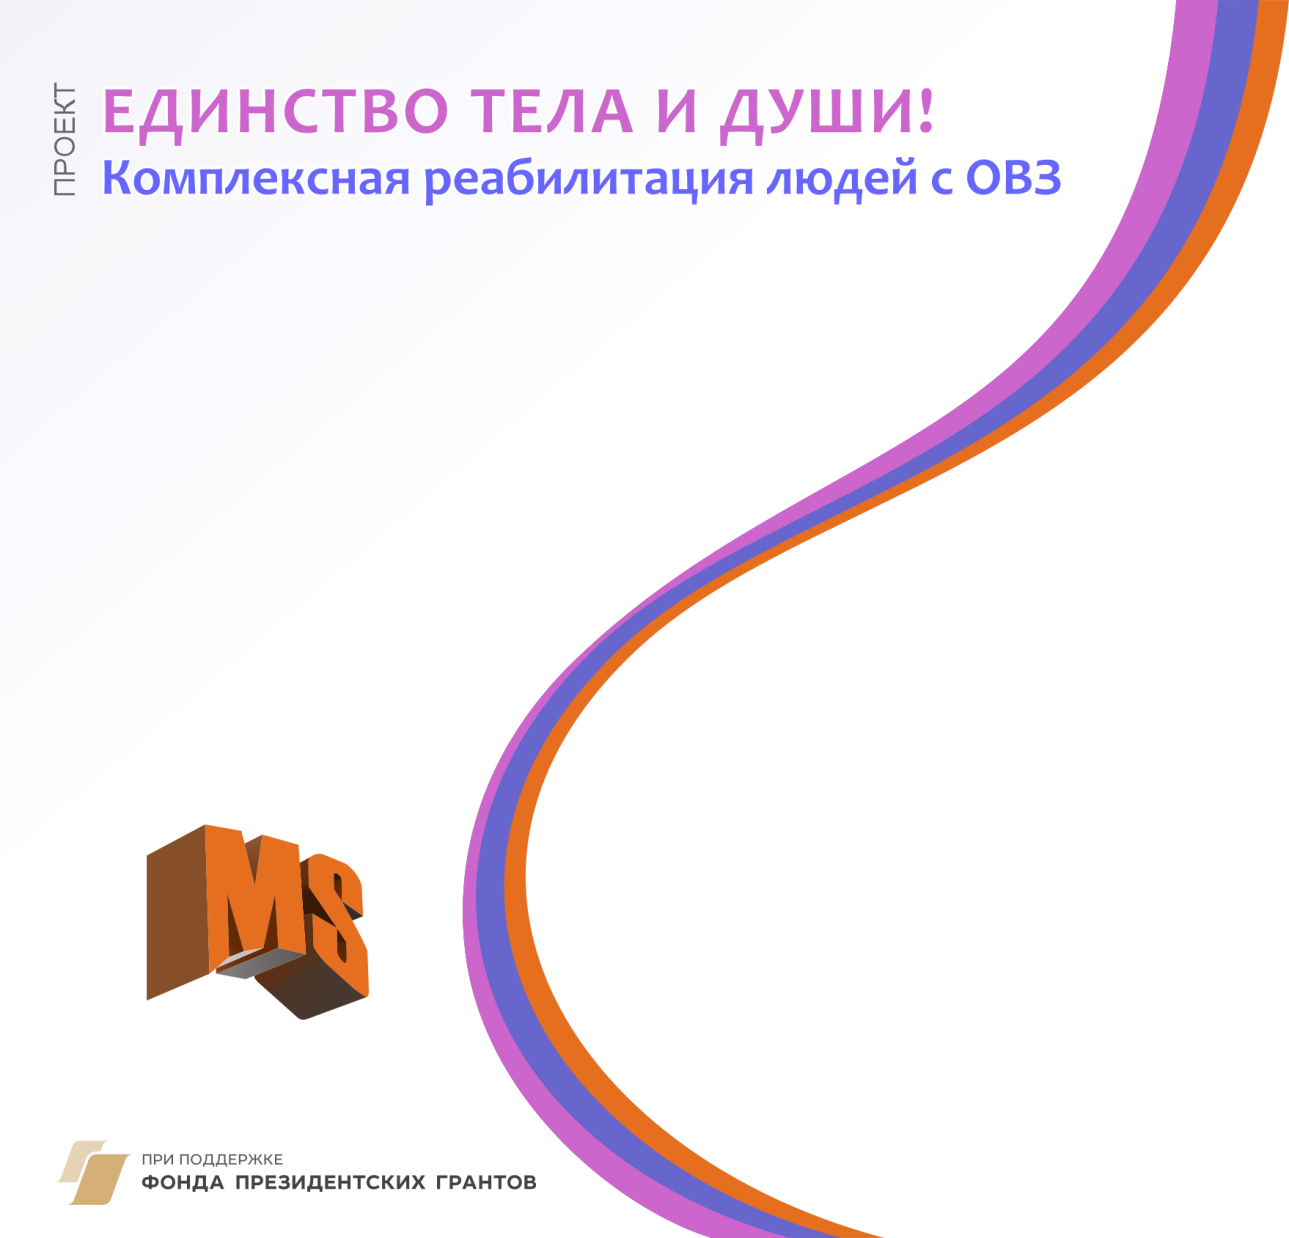 ПРОЕКТ
ЕДИНСТВО ТЕЛА И ДУШИ!
Комплексная реабилитация людей с ОВЗ
MS
ПРИ ПОДДЕРЖКЕ
ФОНДА ПРЕЗИДЕНТСКИХ ГРАНТОВ